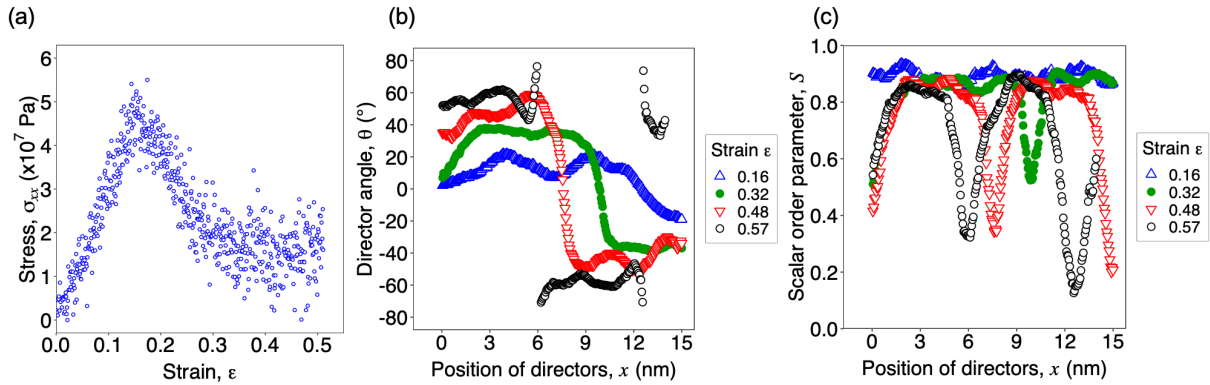 (a)
Stress, σxx (x10⁷ Pa)
6
5
4
3
2
1
0
0.0 0.1 0.2 0.3 0.4 0.5
Strain, ε
(b)
Director angle, θ (°)
80
60
40
20
0
-20
-40
-60
-80
0 3 6 9 12 15
Position of directors, x (nm)
Strain ε
0.16
0.32
0.48
0.57
(c)
Scalar order parameter, S
1.0
0.8
0.6
0.4
0.2
0.0
0 3 6 9 12 15
Position of directors, x (nm)
Strain ε
0.16
0.32
0.48
0.57